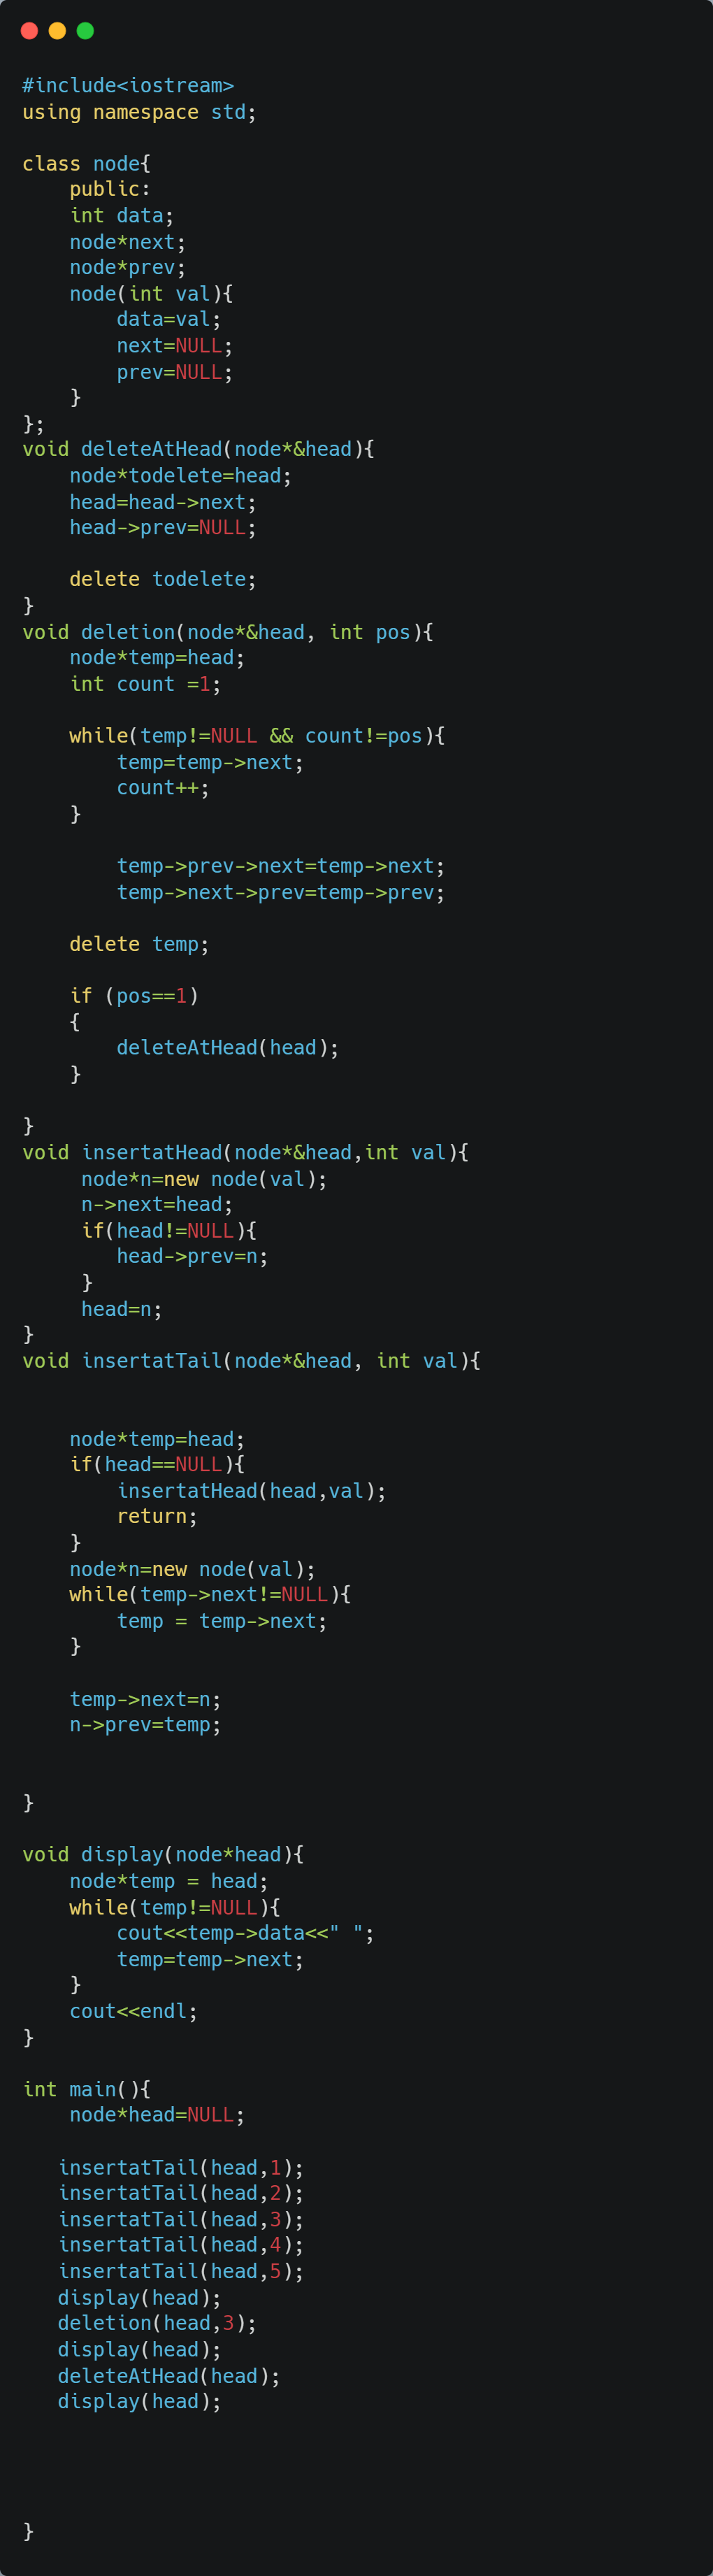 #include<iostream>
using namespace std;

class node{
    public:
    int data;
    node*next;
    node*prev;
    node(int val){
        data=val;
        next=NULL;
        prev=NULL;
    }
};
void deleteAtHead(node*&head){
    node*todelete=head;
    head=head->next;
    head->prev=NULL;

    delete todelete;
}
void deletion(node*&head, int pos){
    node*temp=head;
    int count =1;

    while(temp!=NULL && count!=pos){
        temp=temp->next;
        count++;
    }

        temp->prev->next=temp->next;
        temp->next->prev=temp->prev;

    delete temp;

    if (pos==1)
    {
        deleteAtHead(head);
    }

}
void insertatHead(node*&head,int val){
     node*n=new node(val);
     n->next=head;
     if(head!=NULL){
        head->prev=n;
     }
     head=n;
}
void insertatTail(node*&head, int val){


    node*temp=head;
    if(head==NULL){
        insertatHead(head,val);
        return;
    }
    node*n=new node(val);
    while(temp->next!=NULL){
        temp = temp->next;
    }

    temp->next=n;
    n->prev=temp;


}

void display(node*head){
    node*temp = head;
    while(temp!=NULL){
        cout<<temp->data<<" ";
        temp=temp->next;
    }
    cout<<endl;
}

int main(){
    node*head=NULL;

   insertatTail(head,1);
   insertatTail(head,2);
   insertatTail(head,3);
   insertatTail(head,4);
   insertatTail(head,5);
   display(head);
   deletion(head,3);
   display(head);
   deleteAtHead(head);
   display(head);




}